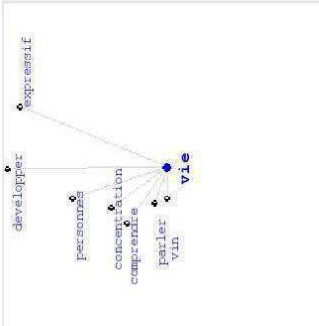 expressif
developper
vie
personnes
concentration
comprendre
parler
vin